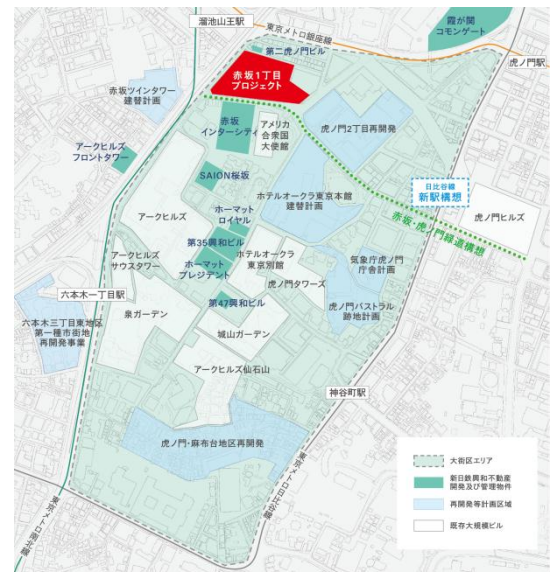 溜池山王駅
東京メトロ銀座線
霞が関
コモンゲート
虎ノ門駅
第二虎ノ門ビル
赤坂1丁目
プロジェクト
赤坂ツインタワー
建替計画
アークヒルズ
フロントタワー
赤坂
インターシティ
アメリカ
合衆国
大使館
虎ノ門2丁目再開発
SAION桜坂
日比谷線
新駅構想
ホテルオークラ東京本館
建替計画
赤坂・虎ノ門緑道構想
虎ノ門ヒルズ
アークヒルズ
ホーマット
ロイヤル
第35興和ビル
ホーマット
プレジデント
ホテルオークラ
東京別館
気象庁虎ノ門
庁舎計画
アークヒルズ
サウスタワー
虎ノ門タワーズ
六本木一丁目駅
第47興和ビル
虎ノ門パストラル
跡地計画
泉ガーデン
六本木三丁目東地区
第一種市街地
再開発事業
城山ガーデン
アークヒルズ仙石山
神谷町駅
虎ノ門・麻布台地区再開発
東京メトロ日比谷線
東京メトロ南北線
大街区エリア
新日鉄興和不動産
開発及び管理物件
再開発等計画区域
既存大規模ビル